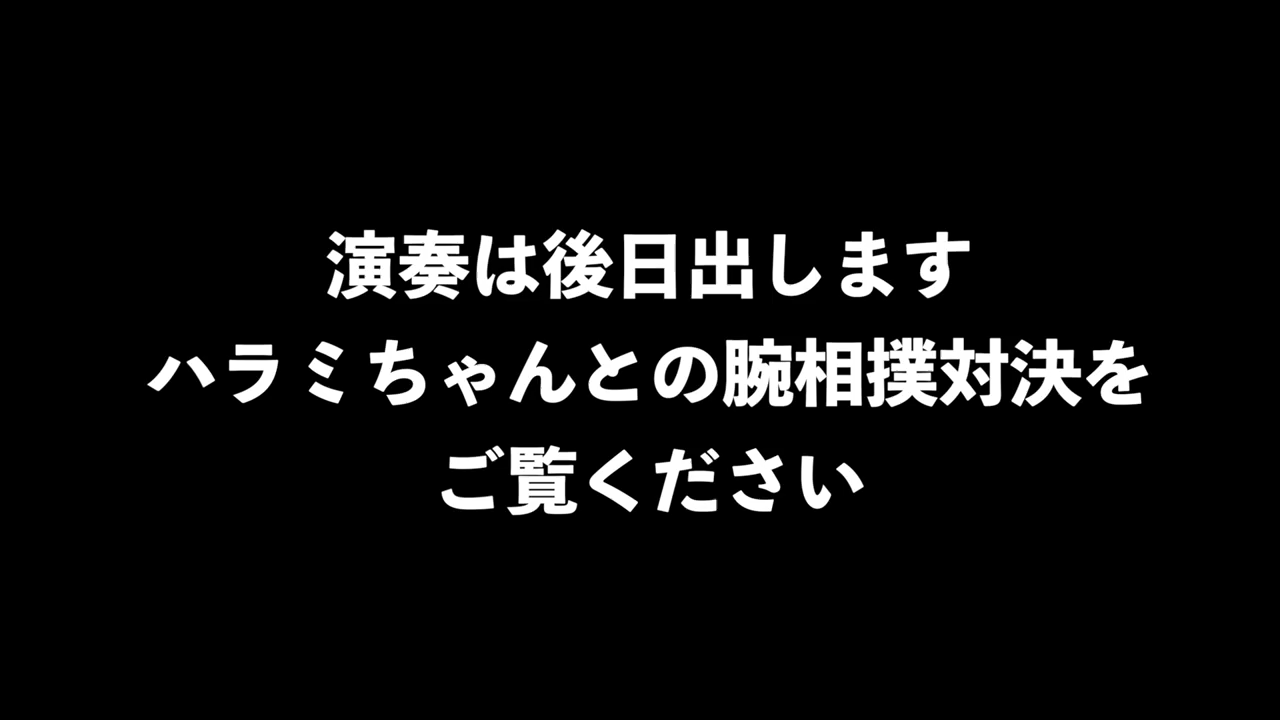 演奏は後日出します
ハラミちゃんとの腕相撲対決を
ご覧ください